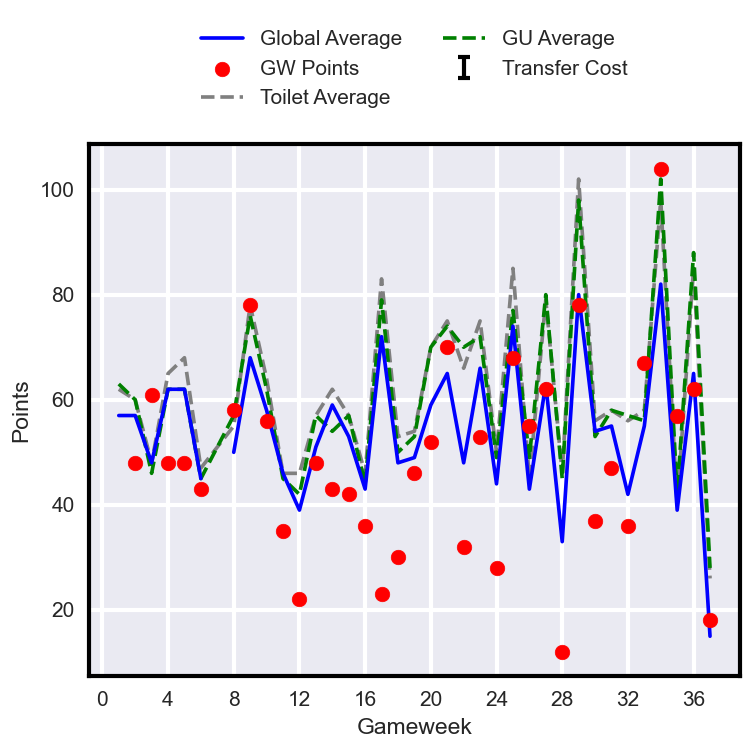 Global Average
GW Points
Toilet Average
GU Average
Transfer Cost
Points
100
80
60
40
20
0 4 8 12 16 20 24 28 32 36
Gameweek